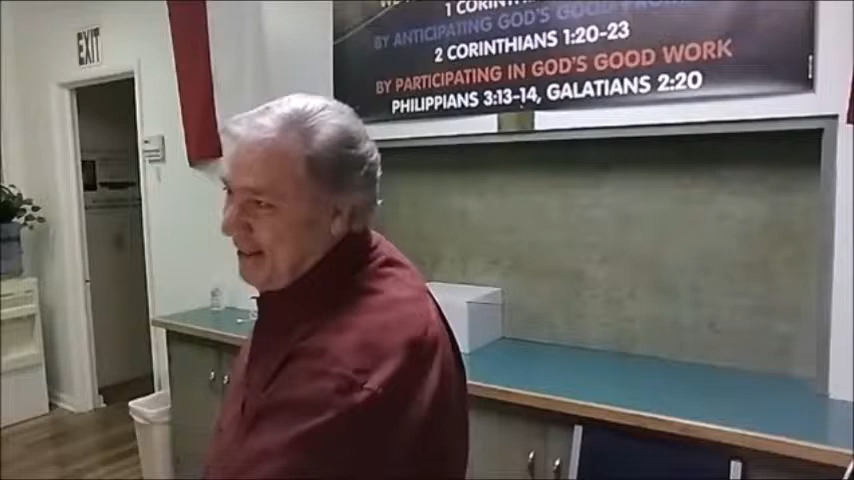 EXIT
1 CORINTH
BY ANTICIPATING GOD'S GOOD
2 CORINTHIANS 1:20-23
BY PARTICIPATING IN GOD'S GOOD WORK
PHILIPPIANS 3:13-14, GALATIANS 2:20